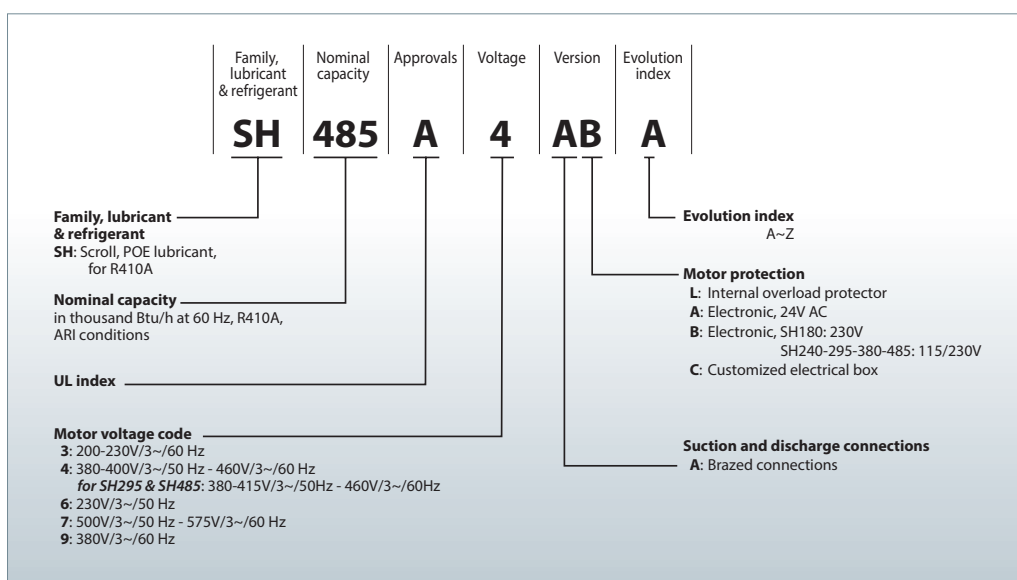 Family,
lubricant
& refrigerant
Nominal
capacity
Approvals
Voltage
Version
Evolution
index
SH 485 A 4 AB A
Family, lubricant
& refrigerant
SH: Scroll, POE lubricant,
for R410A
Nominal capacity
in thousand Btu/h at 60 Hz, R410A,
ARI conditions
UL index
Motor voltage code
3: 200-230V/3~/60 Hz
4: 380-400V/3~/50 Hz - 460V/3~/60 Hz
for SH295 & SH485: 380-415V/3~/50Hz - 460V/3~/60Hz
6: 230V/3~/50 Hz
7: 500V/3~/50 Hz - 575V/3~/60 Hz
9: 380V/3~/60 Hz
Evolution index
A~Z
Motor protection
L: Internal overload protector
A: Electronic, 24V AC
B: Electronic, SH180: 230V
SH240-295-380-485: 115/230V
C: Customized electrical box
Suction and discharge connections
A: Brazed connections